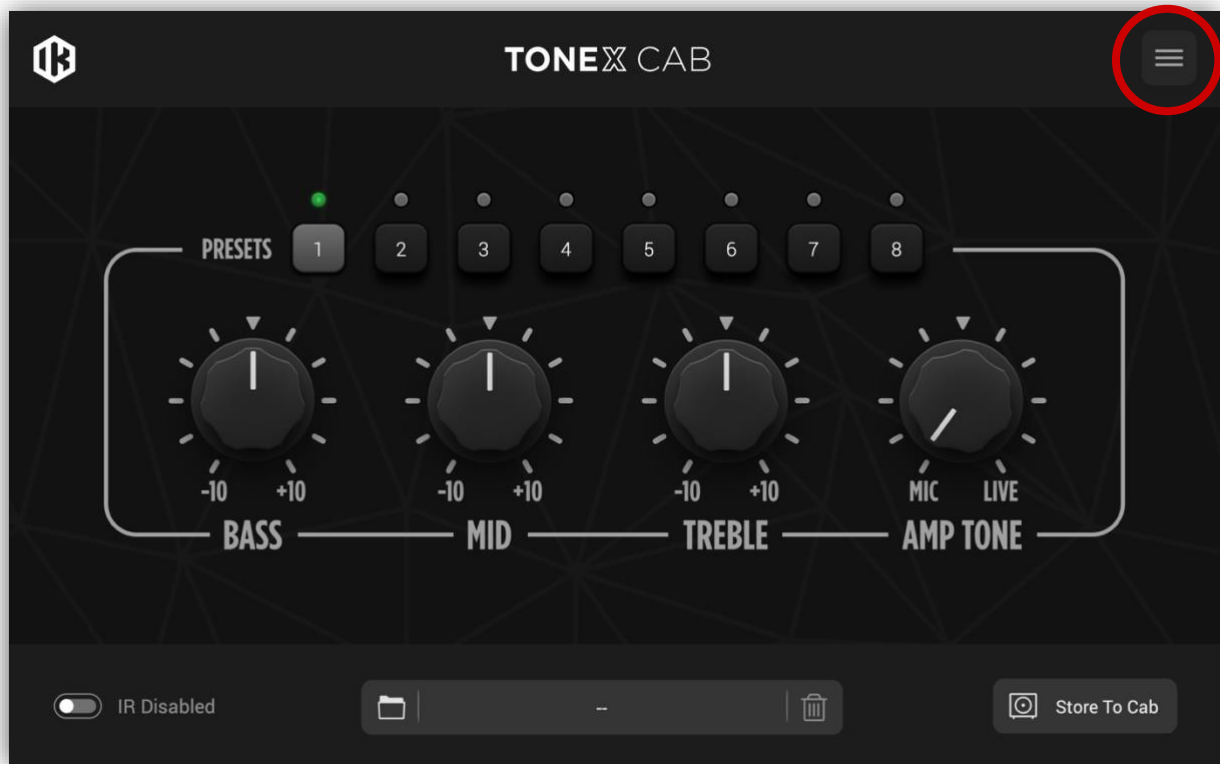 TONEX CAB
PRESETS 1 2 3 4 5 6 7 8
-10 +10 -10 +10 -10 +10 MIC LIVE
BASS MID TREBLE AMP TONE
IR Disabled -- Store To Cab